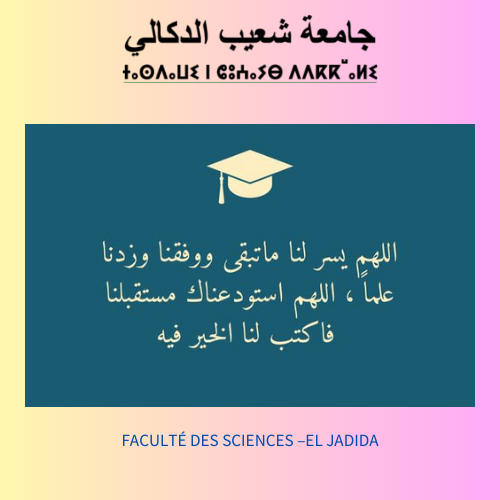 جامعة شعيب الدكالي
ⵜⴰⵙⴷⴰⵡⵉⵜ ⵏ ⵛⵓⵄⴰⵢⴱ ⴷⴷⴽⴽⴰⵍⵉ
اللهم يسر لنا ماتبقى ووفقنا وزدنا
علماً ، اللهم استودعناك مستقبلنا
فاكتب لنا الخير فيه
FACULTÉ DES SCIENCES –EL JADIDA